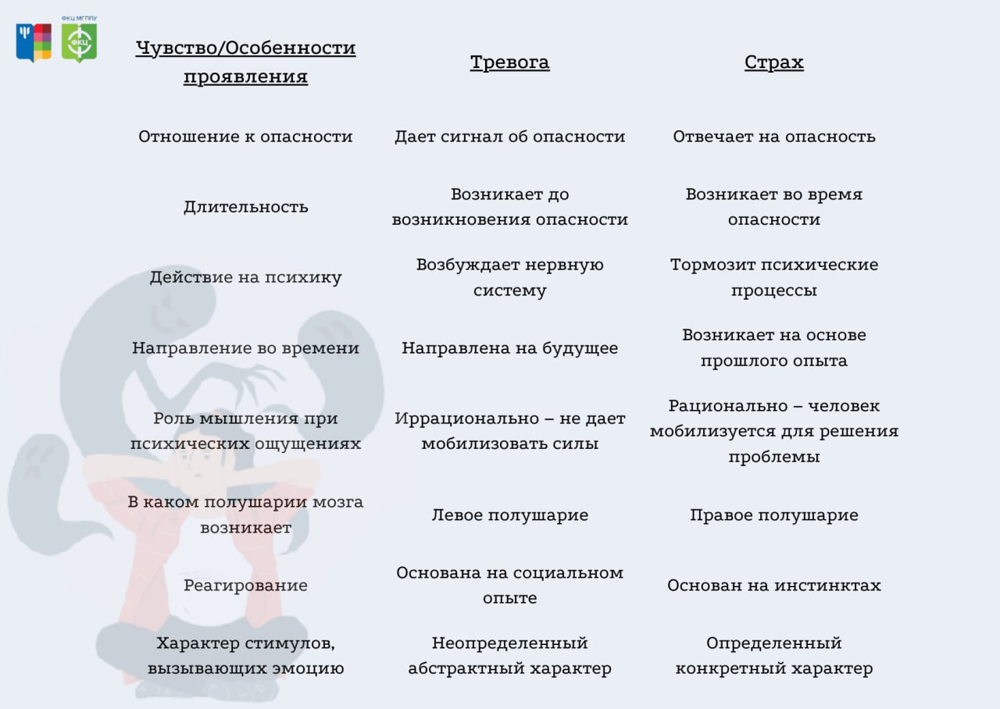 ФКЦ МГППУ
ФКЦ
Чувство/Особенности
проявления
Тревога
Страх
Отношение к опасности
Дает сигнал об опасности
Отвечает на опасность
Длительность
Возникает до
возникновения опасности
Возникает во время
опасности
Действие на психику
Возбуждает нервную
систему
Тормозит психические
процессы
Направление во времени
Направлена на будущее
Возникает на основе
прошлого опыта
Роль мышления при
психических ощущениях
Иррационально – не дает
мобилизовать силы
Рационально – человек
мобилизуется для решения
проблемы
В каком полушарии мозга
возникает
Левое полушарие
Правое полушарие
Реагирование
Основана на социальном
опыте
Основан на инстинктах
Характер стимулов,
вызывающих эмоцию
Неопределенный
абстрактный характер
Определенный
конкретный характер